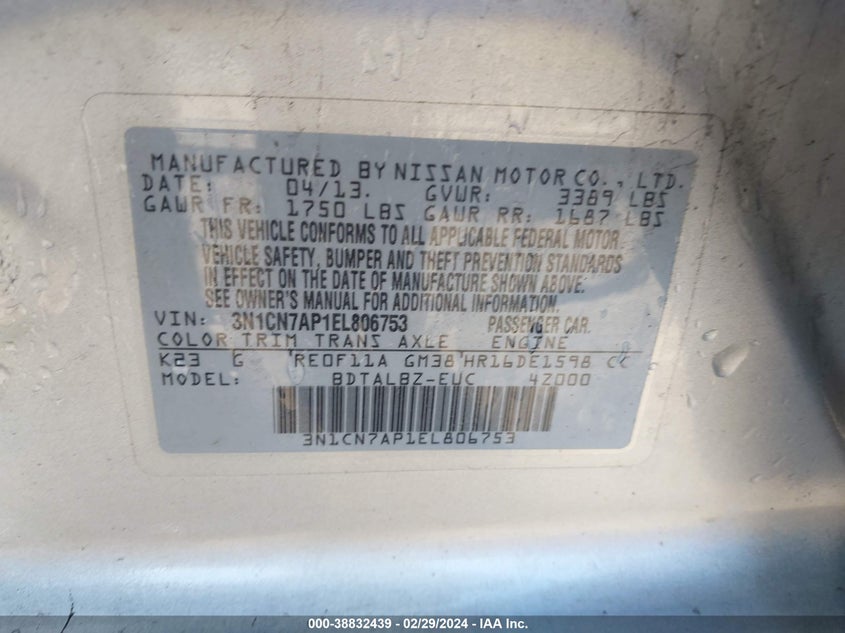 MANUFACTURED BY NISSAN MOTOR CO., LTD.
DATE: 04/13. GVWR: 3389 LBS
GAWR FR: 1750 LBS GAWR RR: 1687 LBS
THIS VEHICLE CONFORMS TO ALL APPLICABLE FEDERAL MOTOR
VEHICLE SAFETY, BUMPER AND THEFT PREVENTION STANDARDS
IN EFFECT ON THE DATE OF MANUFACTURE SHOWN ABOVE.
SEE OWNER'S MANUAL FOR ADDITIONAL INFORMATION.
VIN: 3N1CN7AP1EL806753 PASSENGER CAR.
COLOR TRIM TRANS AXLE ENGINE
K23 G RE0F11A GM38 HR16DE1598 CC
MODEL: BDTALBZ-EUC 42000
3N1CN7AP1EL806753
000-38832439 - 02/29/2024 - IAA Inc.